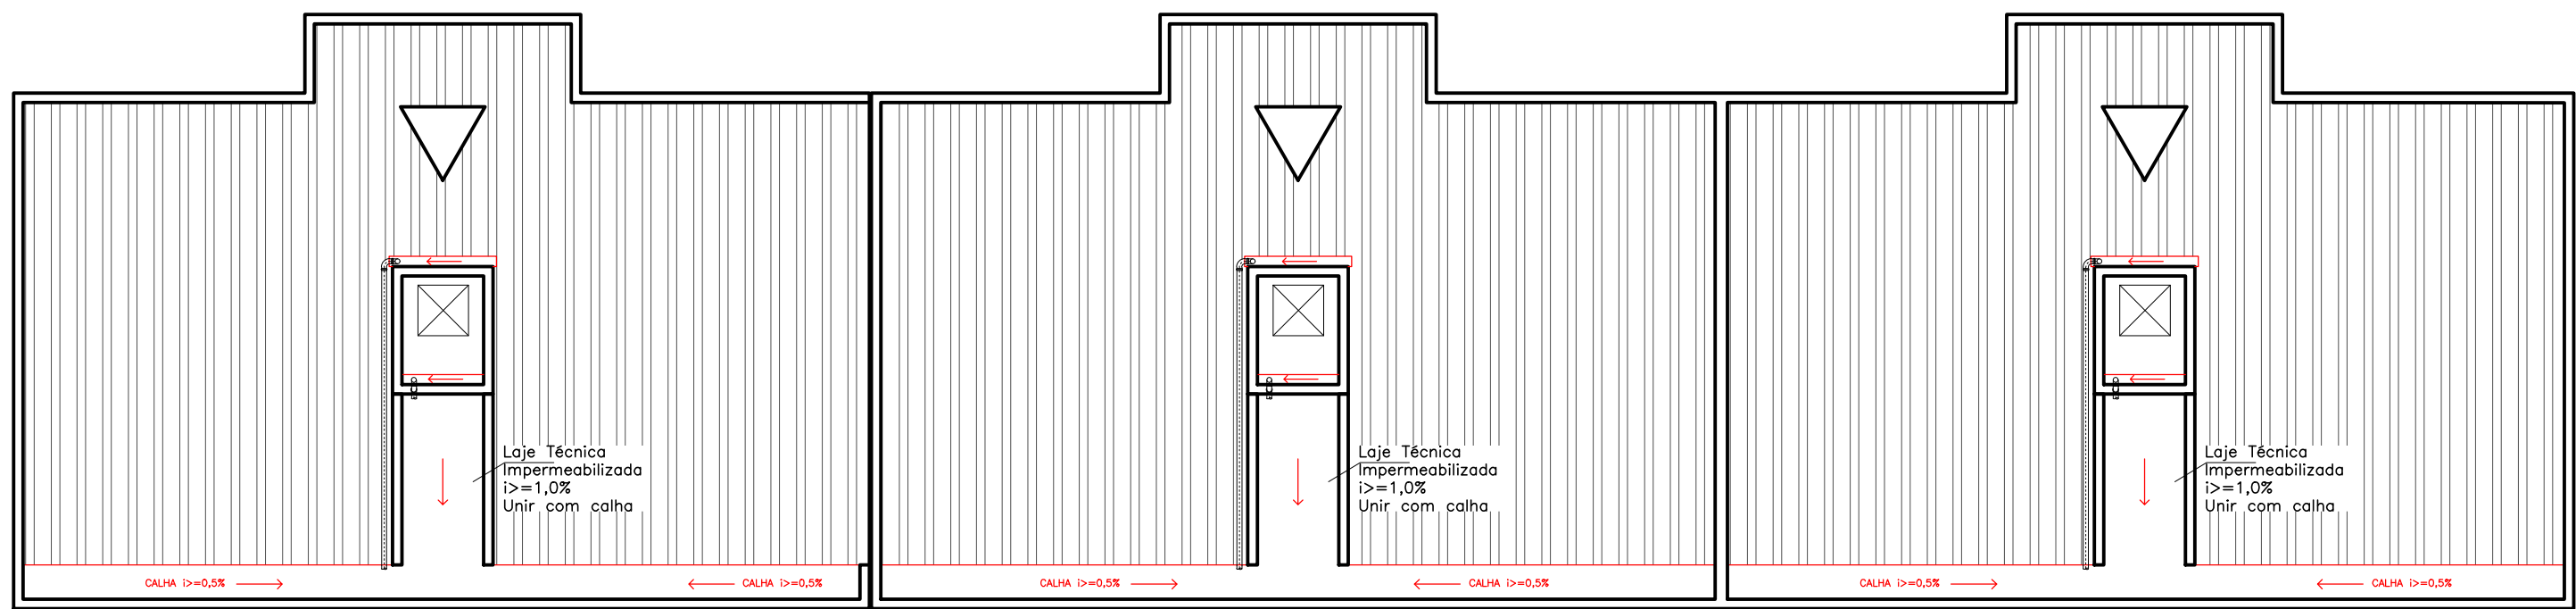 Laje Técnica
Impermeabilizada
i>=1,0%
Unir com calha
Laje Técnica
Impermeabilizada
i>=1,0%
Unir com calha
Laje Técnica
Impermeabilizada
i>=1,0%
Unir com calha
CALHA i>=0,5%
CALHA i>=0,5%
CALHA i>=0,5%
CALHA i>=0,5%
CALHA i>=0,5%
CALHA i>=0,5%